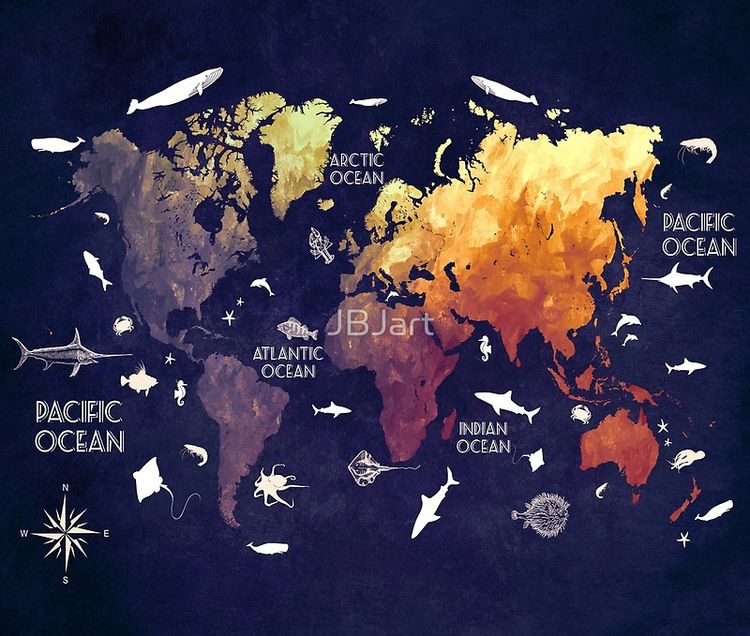 ARCTIC
OCEAN
PACIFIC
OCEAN
JBJart
ATLANTIC
OCEAN
PACIFIC
OCEAN
INDIAN
OCEAN
N
W
E
S